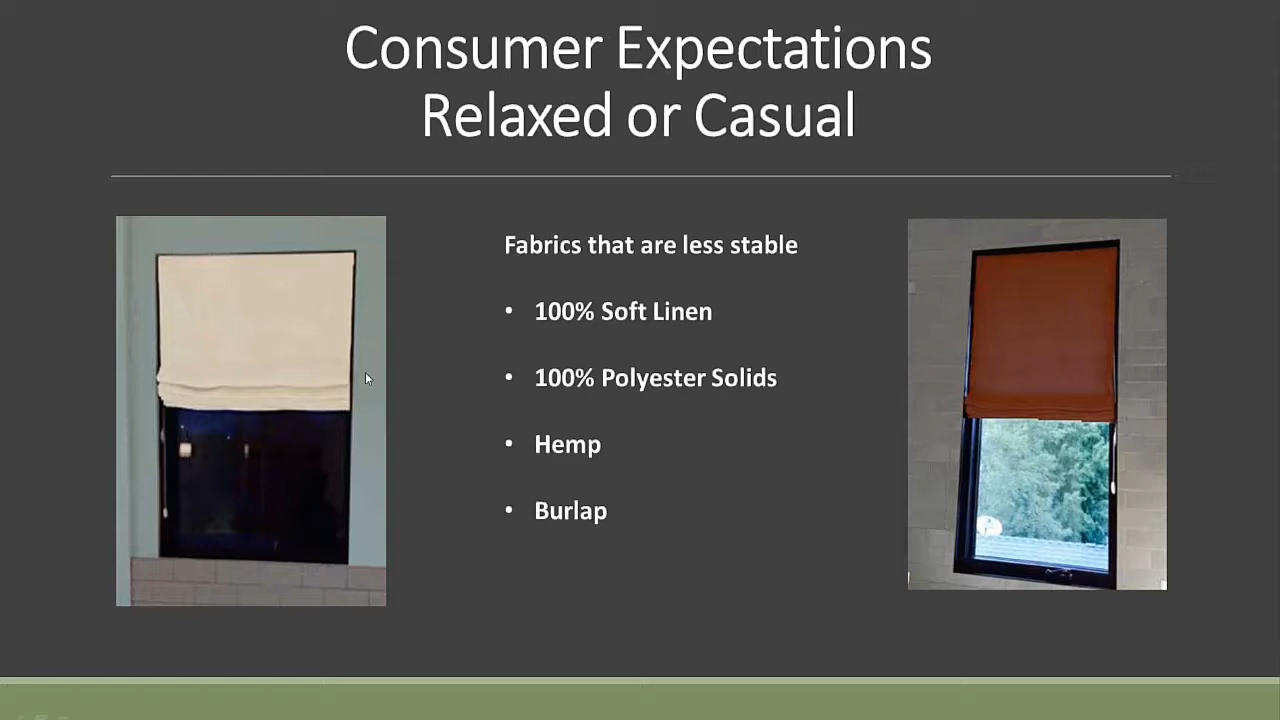 Consumer Expectations
Relaxed or Casual
Fabrics that are less stable
• 100% Soft Linen
• 100% Polyester Solids
• Hemp
• Burlap